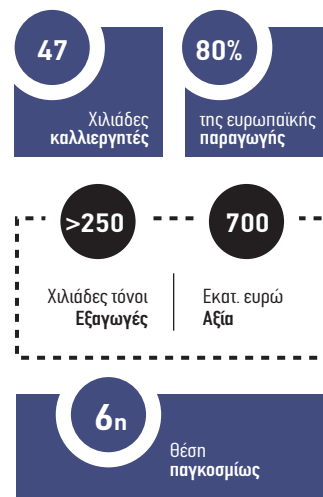 47
Χιλιάδες
καλλιεργητές
80%
της ευρωπαϊκής
παραγωγής
>250
Χιλιάδες τόνοι
Εξαγωγές
700
Εκατ. ευρώ
Αξία
6η
θέση
παγκοσμίως